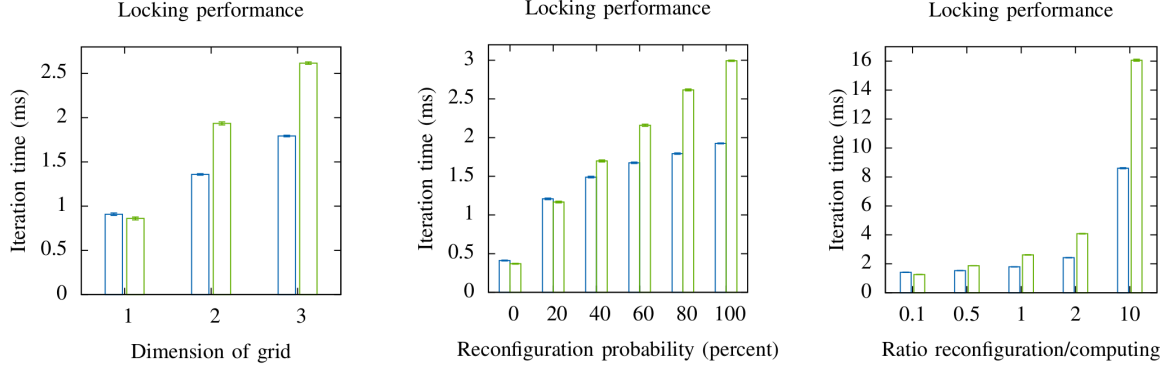 Locking performance
Iteration time (ms)
2.5
2
1.5
1
0.5
0
1 2 3
Dimension of grid
Locking performance
Iteration time (ms)
3
2.5
2
1.5
1
0.5
0
0 20 40 60 80 100
Reconfiguration probability (percent)
Locking performance
Iteration time (ms)
16
14
12
10
8
6
4
2
0
0.1 0.5 1 2 10
Ratio reconfiguration/computing